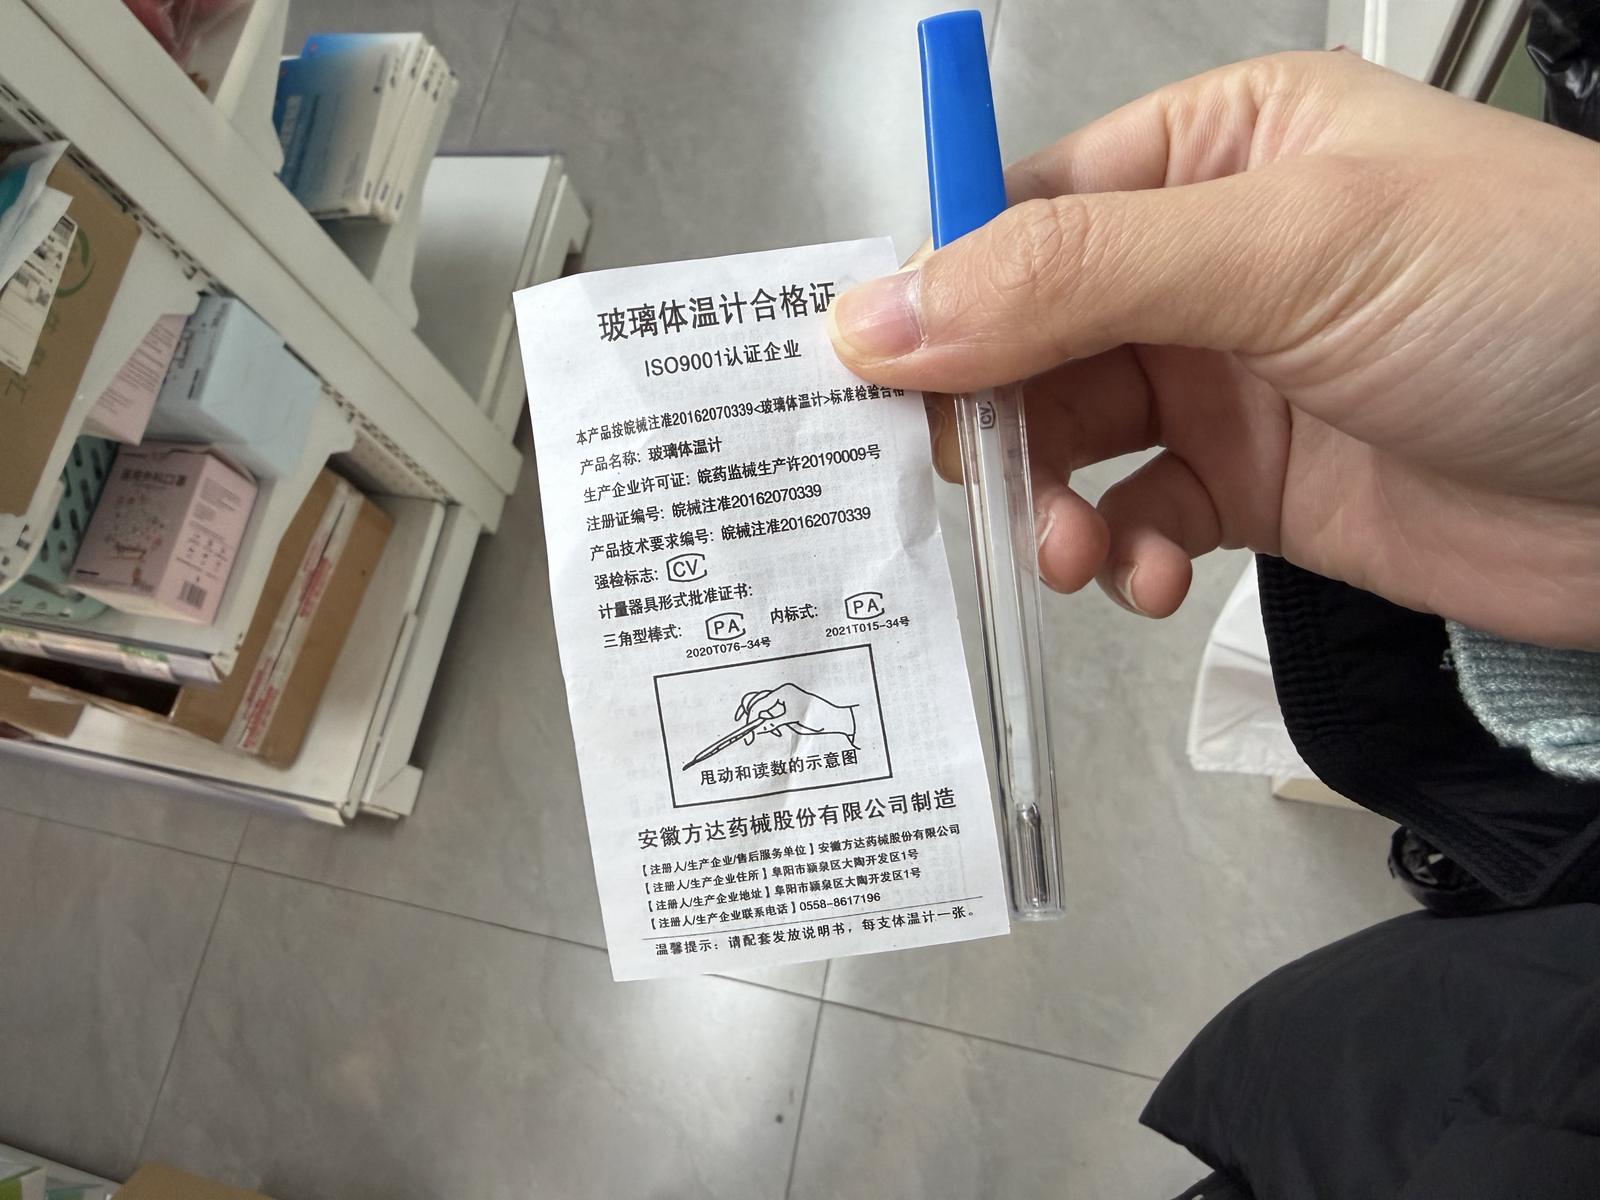 玻璃体温计合格证
ISO9001认证企业
本产品按皖械注准20162070339<玻璃体温计>标准检验合格
产品名称: 玻璃体温计
生产企业许可证: 皖药监械生产许20190009号
注册证编号: 皖械注准20162070339
产品技术要求编号: 皖械注准20162070339
强检标志: CV
计量器具形式批准证书:
三角型棒式: PA 内标式: PA
2020T076-34号 2021T015-34号
甩动和读数的示意图
安徽方达药械股份有限公司制造
【注册人/生产企业/售后服务单位】安徽方达药械股份有限公司
【注册人/生产企业住所】阜阳市颍泉区大陶开发区1号
【注册人/生产企业地址】阜阳市颍泉区大陶开发区1号
【注册人/生产企业联系电话】0558-8617196
温馨提示: 请配套发放说明书，每支体温计一张。
CV
医用外科口罩